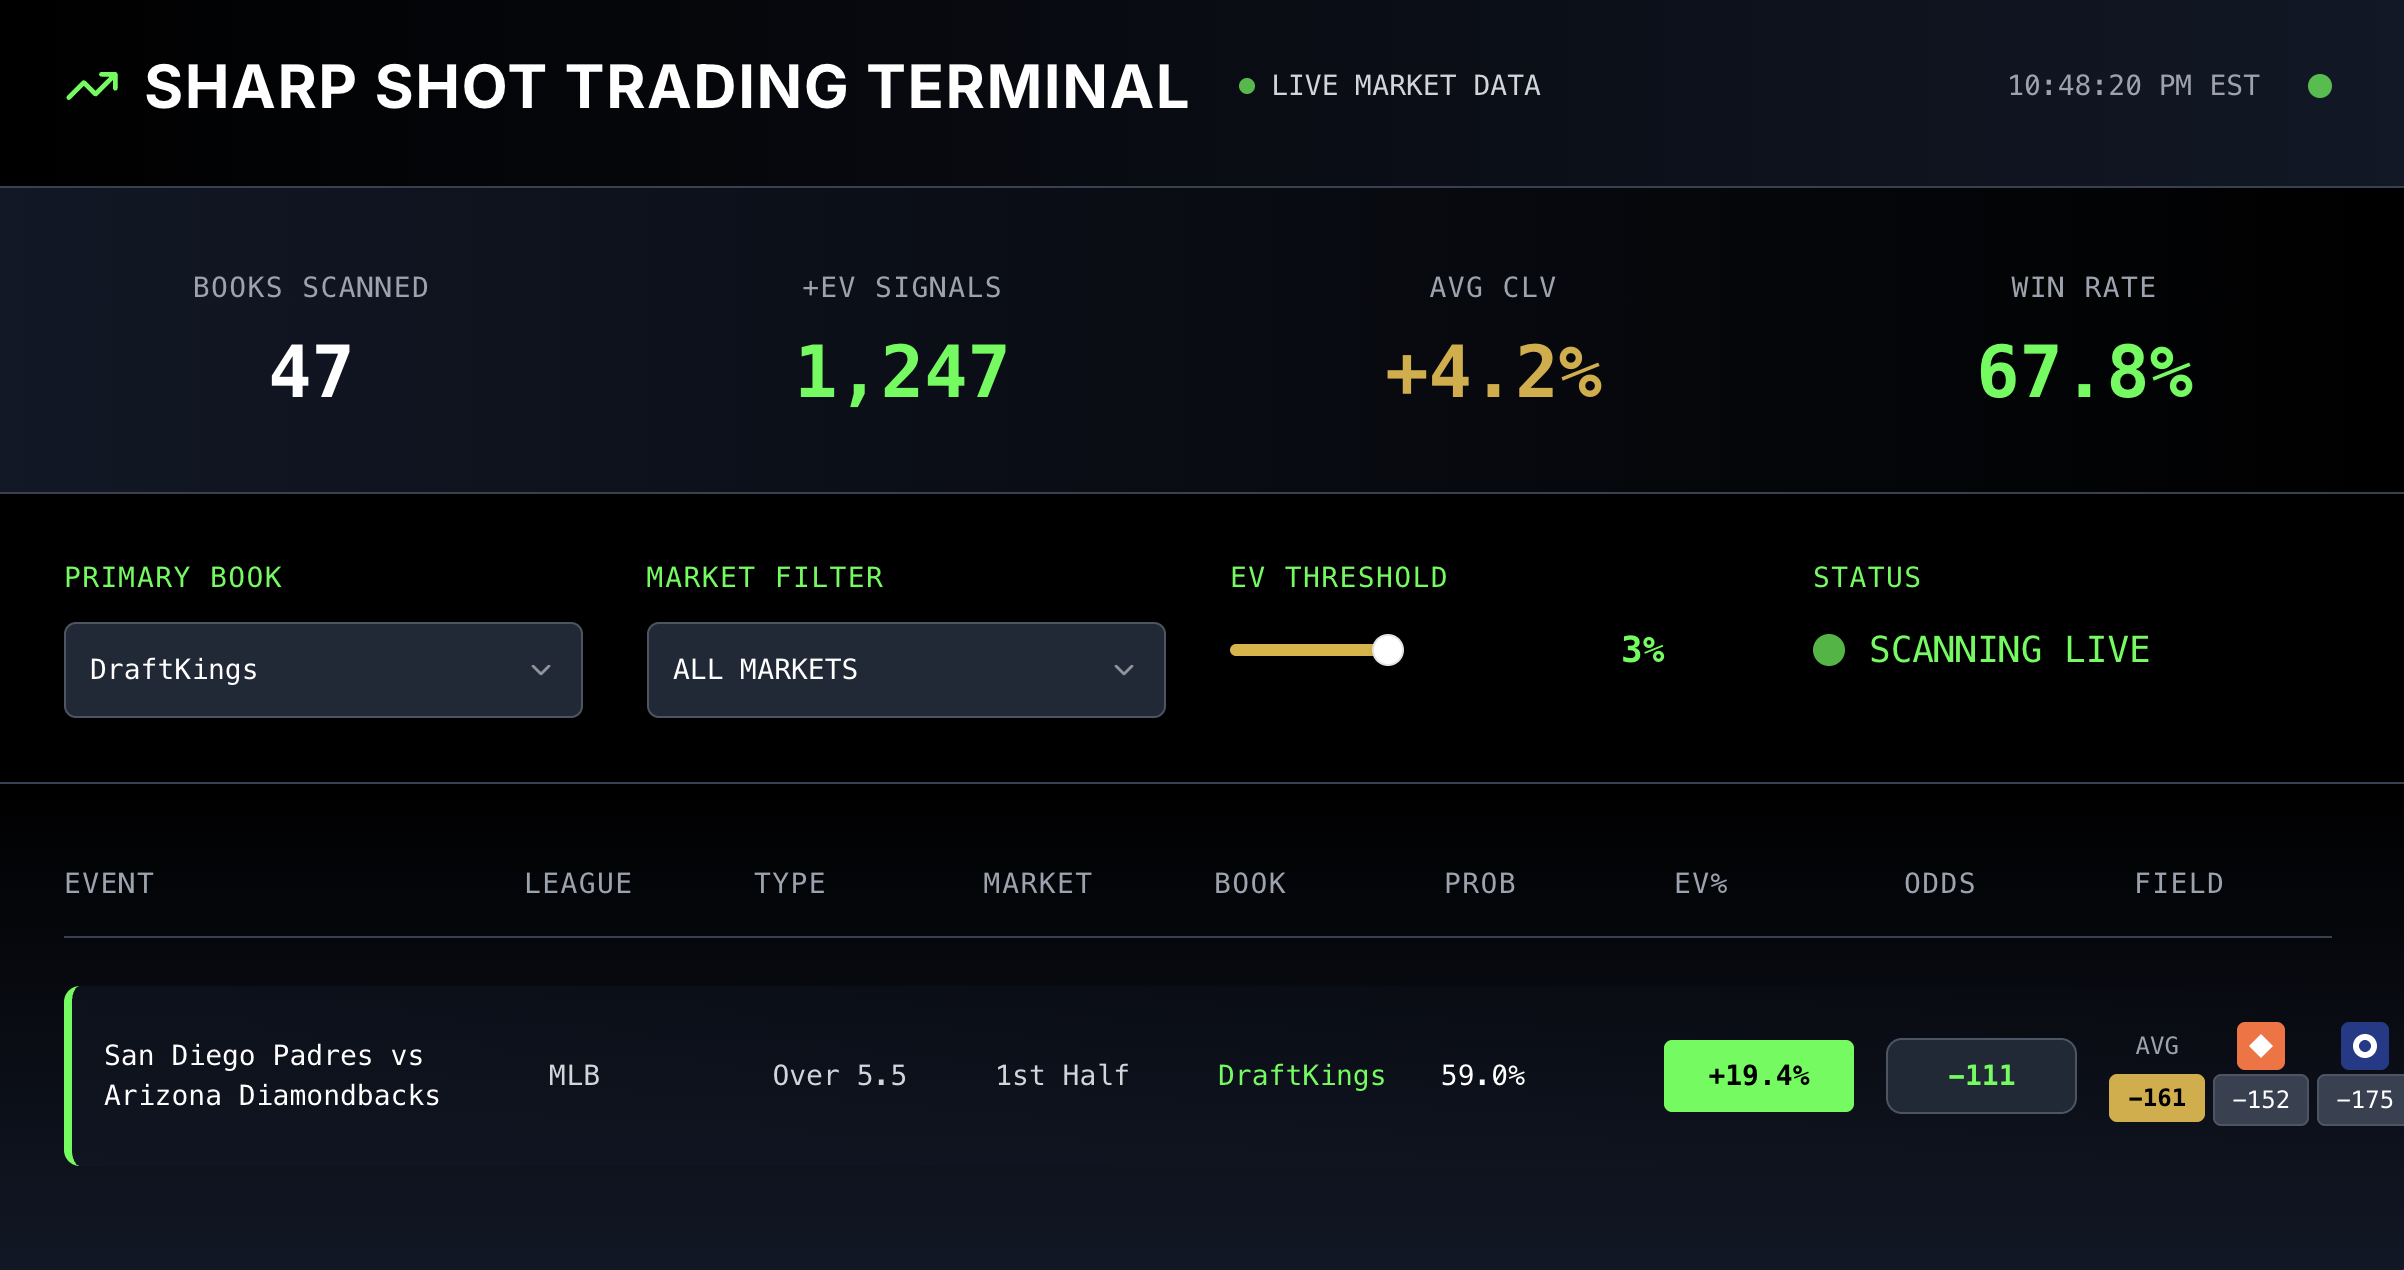 SHARP SHOT TRADING TERMINAL
LIVE MARKET DATA
10:48:20 PM EST
BOOKS SCANNED
47
+EV SIGNALS
1,247
AVG CLV
+4.2%
WIN RATE
67.8%
PRIMARY BOOK
DraftKings
MARKET FILTER
ALL MARKETS
EV THRESHOLD
3%
STATUS
SCANNING LIVE
EVENT LEAGUE TYPE MARKET BOOK PROB EV% ODDS FIELD
San Diego Padres vs
Arizona Diamondbacks
MLB
Over 5.5
1st Half
DraftKings
59.0%
+19.4%
-111
AVG
-161
-152
-175